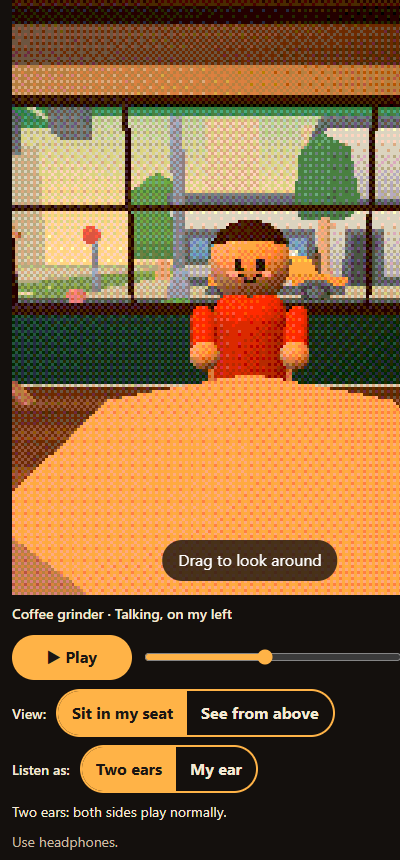 Drag to look around
Coffee grinder · Talking, on my left
▶ Play
View: Sit in my seat See from above
Listen as: Two ears My ear
Two ears: both sides play normally.
Use headphones.